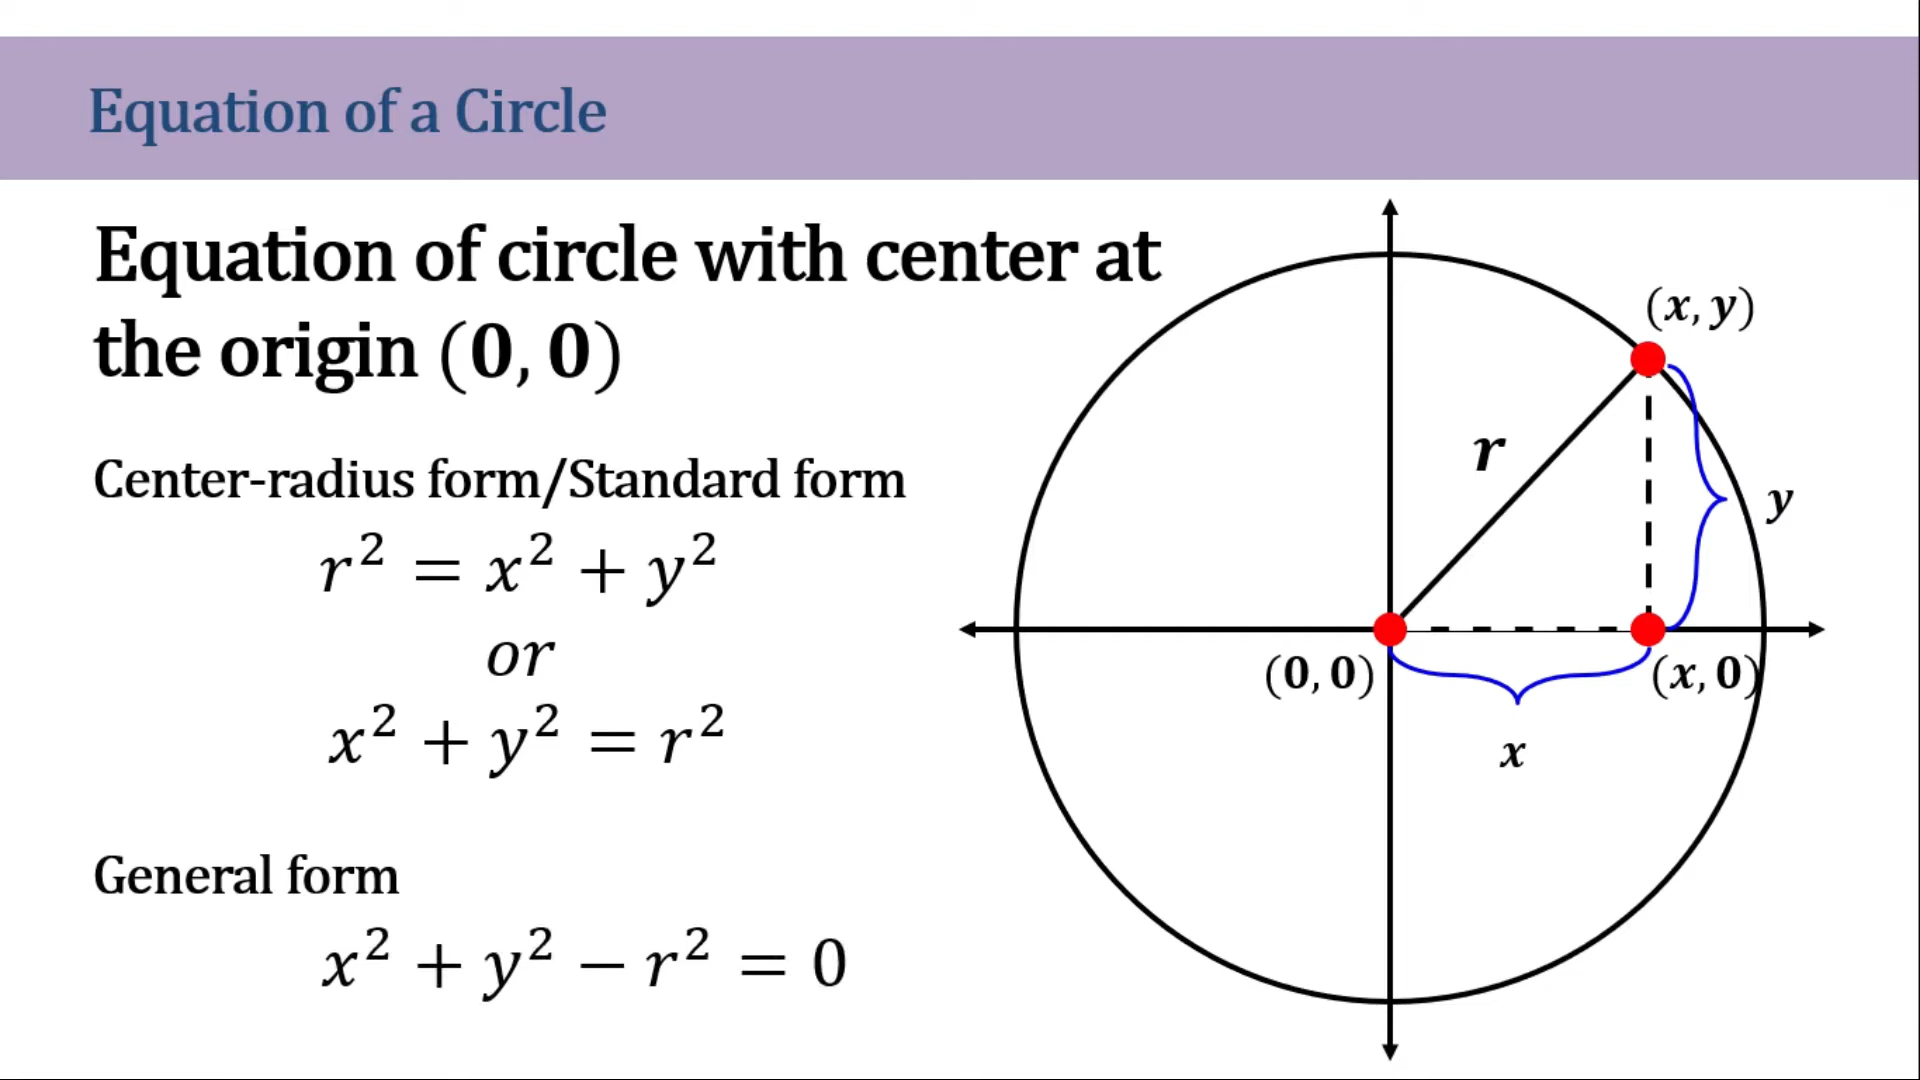 Equation of a Circle
Equation of circle with center at
the origin (0, 0)
Center-radius form/Standard form
r² = x² + y²
or
x² + y² = r²
General form
x² + y² − r² = 0
(x, y)
r
y
(0, 0)
(x, 0)
x